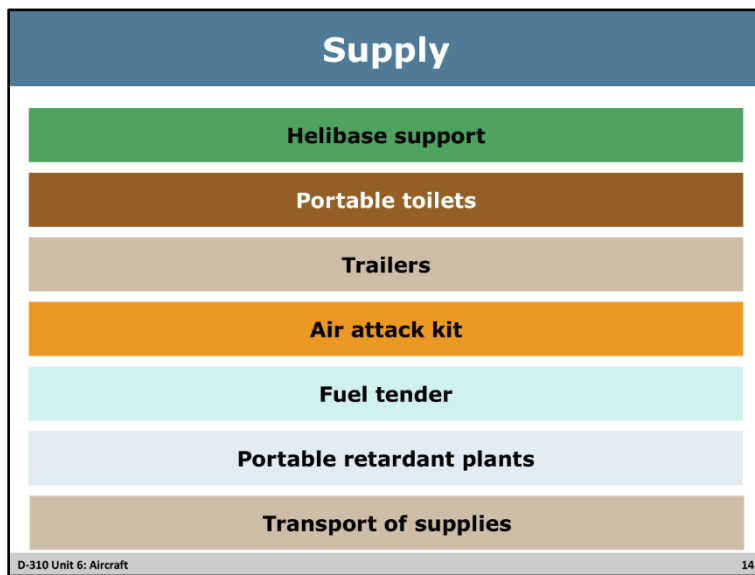 Supply
Helibase support
Portable toilets
Trailers
Air attack kit
Fuel tender
Portable retardant plants
Transport of supplies
D-310 Unit 6: Aircraft 14